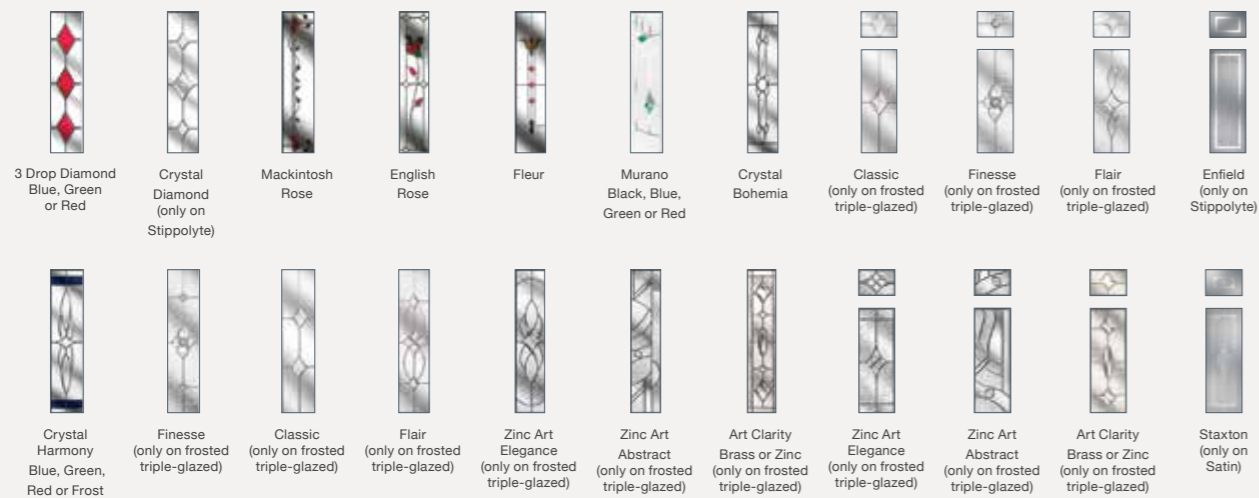 3 Drop Diamond
Blue, Green
or Red
Crystal
Diamond
(only on
Stippolyte)
Mackintosh
Rose
English
Rose
Fleur
Murano
Black, Blue,
Green or Red
Crystal
Bohemia
Classic
(only on frosted
triple-glazed)
Finesse
(only on frosted
triple-glazed)
Flair
(only on frosted
triple-glazed)
Enfield
(only on
Stippolyte)
Crystal
Harmony
Blue, Green,
Red or Frost
Finesse
(only on frosted
triple-glazed)
Classic
(only on frosted
triple-glazed)
Flair
(only on frosted
triple-glazed)
Zinc Art
Elegance
(only on frosted
triple-glazed)
Zinc Art
Abstract
(only on frosted
triple-glazed)
Art Clarity
Brass or Zinc
(only on frosted
triple-glazed)
Zinc Art
Elegance
(only on frosted
triple-glazed)
Zinc Art
Abstract
(only on frosted
triple-glazed)
Art Clarity
Brass or Zinc
(only on frosted
triple-glazed)
Staxton
(only on
Satin)